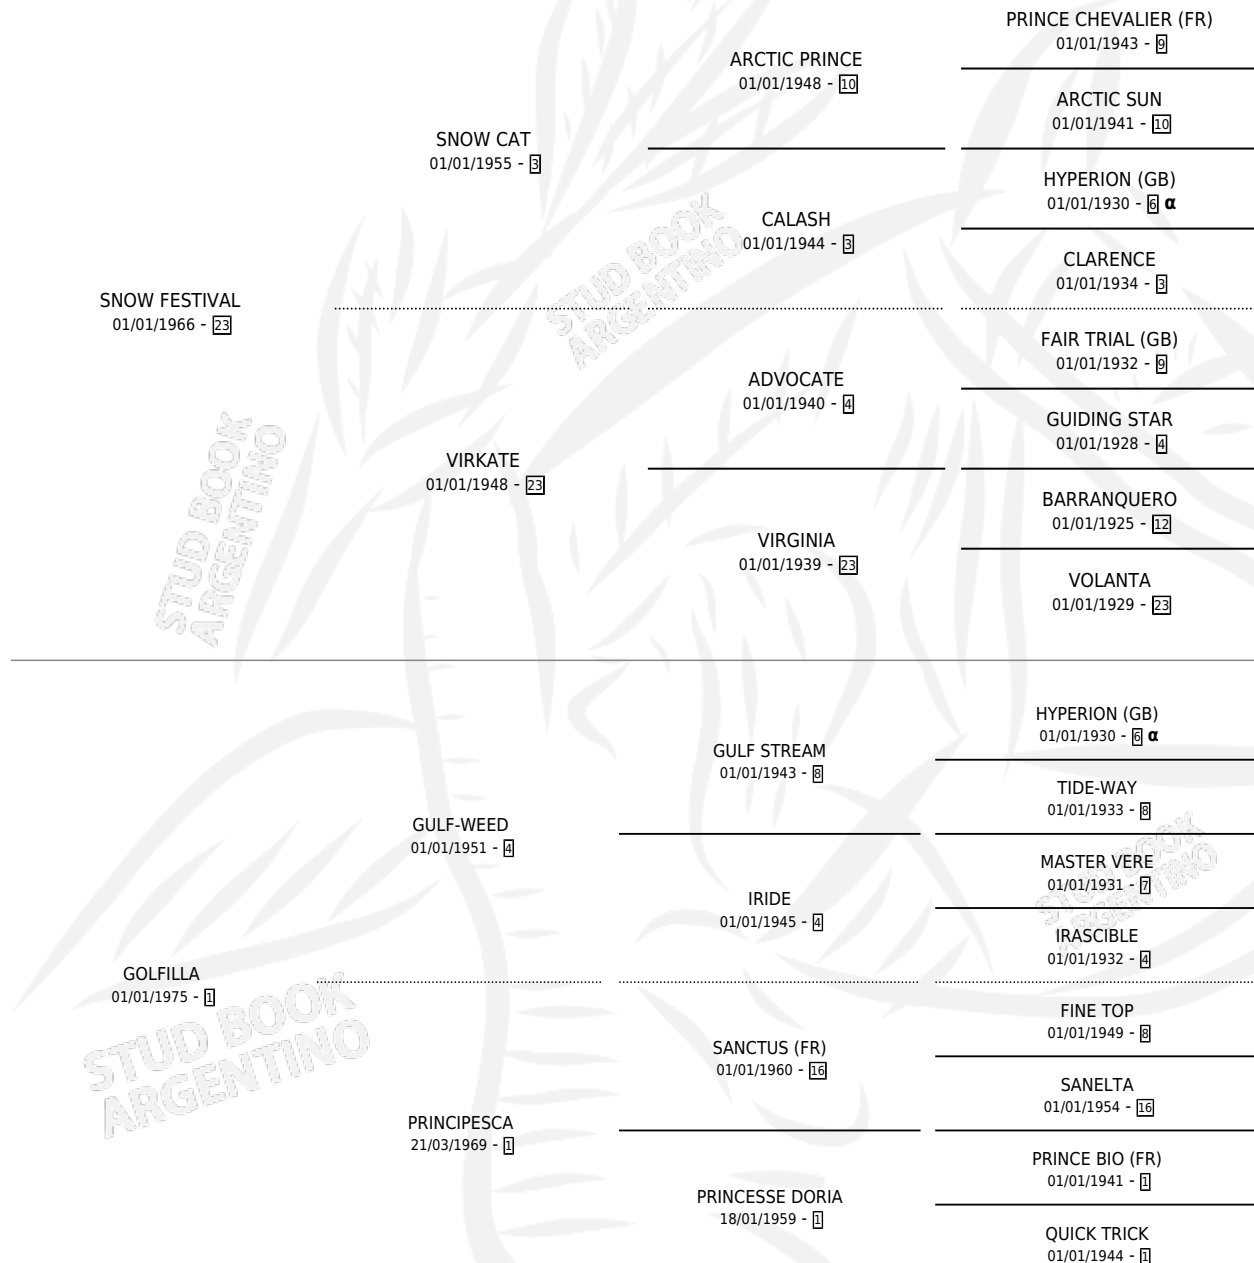 PRINCE CHEVALIER (FR)
01/01/1943 - 9
ARCTIC PRINCE
01/01/1948 - 10
ARCTIC SUN
01/01/1941 - 10
SNOW CAT
01/01/1955 - 3
HYPERION (GB)
01/01/1930 - 6 α
CALASH
01/01/1944 - 3
CLARENCE
01/01/1934 - 3
STUD BOOK
ARGENTINO
SNOW FESTIVAL
01/01/1966 - 23
FAIR TRIAL (GB)
01/01/1932 - 9
ADVOCATE
01/01/1940 - 4
GUIDING STAR
01/01/1928 - 4
VIRKATE
01/01/1948 - 23
BARRANQUERO
01/01/1925 - 12
VIRGINIA
01/01/1939 - 23
VOLANTA
01/01/1929 - 23
STUD BOOK
ARGENTINO
HYPERION (GB)
01/01/1930 - 6 α
GULF STREAM
01/01/1943 - 8
TIDE-WAY
01/01/1933 - 8
GULF-WEED
01/01/1951 - 4
MASTER VERE
01/01/1931 - 7
IRIDE
01/01/1945 - 4
IRASCIBLE
01/01/1932 - 4
STUD BOOK
ARGENTINO
GOLFILLA
01/01/1975 - 1
FINE TOP
01/01/1949 - 8
SANCTUS (FR)
01/01/1960 - 16
SANELTA
01/01/1954 - 16
STUD BOOK
ARGENTINO
PRINCIPESCA
21/03/1969 - 1
PRINCE BIO (FR)
01/01/1941 - 1
PRINCESSE DORIA
18/01/1959 - 1
QUICK TRICK
01/01/1944 - 1